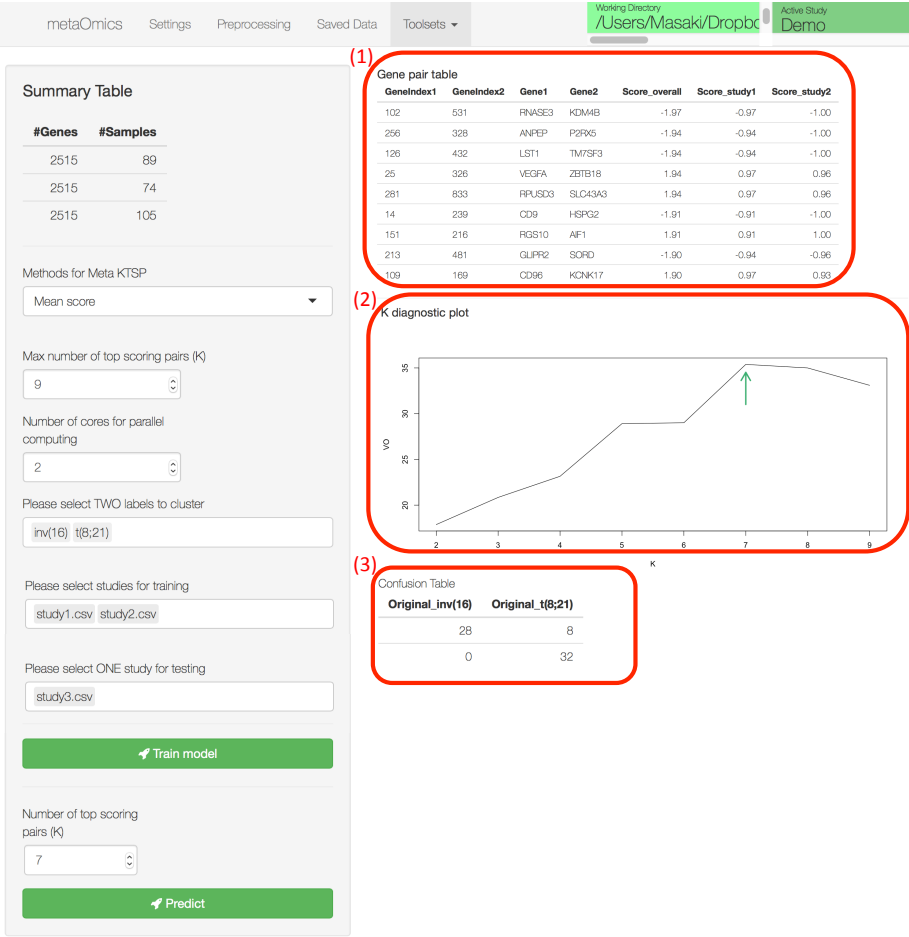 metaOmics Settings Preprocessing Saved Data Toolsets
Working Directory
/Users/Masaki/Dropbo
Active Study
Demo
Summary Table
#Genes #Samples
2515 89
2515 74
2515 105
Methods for Meta KTSP
Mean score
Max number of top scoring pairs (K)
9
Number of cores for parallel
computing
2
Please select TWO labels to cluster
inv(16) t(8;21)
Please select studies for training
study1.csv study2.csv
Please select ONE study for testing
study3.csv
Train model
Number of top scoring
pairs (K)
7
Predict
(1)
Gene pair table
GeneIndex1 GeneIndex2 Gene1 Gene2 Score_overall Score_study1 Score_study2
102 531 RNASE3 KDM4B -1.97 -0.97 -1.00
256 328 ANPEP P2RX5 -1.94 -0.94 -1.00
126 432 LST1 TM7SF3 -1.94 -0.94 -1.00
25 326 VEGFA ZBTB18 1.94 0.97 0.96
281 833 RPUSD3 SLC43A3 1.94 0.97 0.96
14 239 CD9 HSPG2 -1.91 -0.91 -1.00
151 216 RGS10 AIF1 1.91 0.91 1.00
213 481 GLIPR2 SORD -1.90 -0.94 -0.96
109 169 CD96 KCNK17 1.90 0.97 0.93
(2)
K diagnostic plot
35
30
25
20
VO
2 3 4 5 6 7 8 9
K
(3)
Confusion Table
Original_inv(16) Original_t(8;21)
28 8
0 32